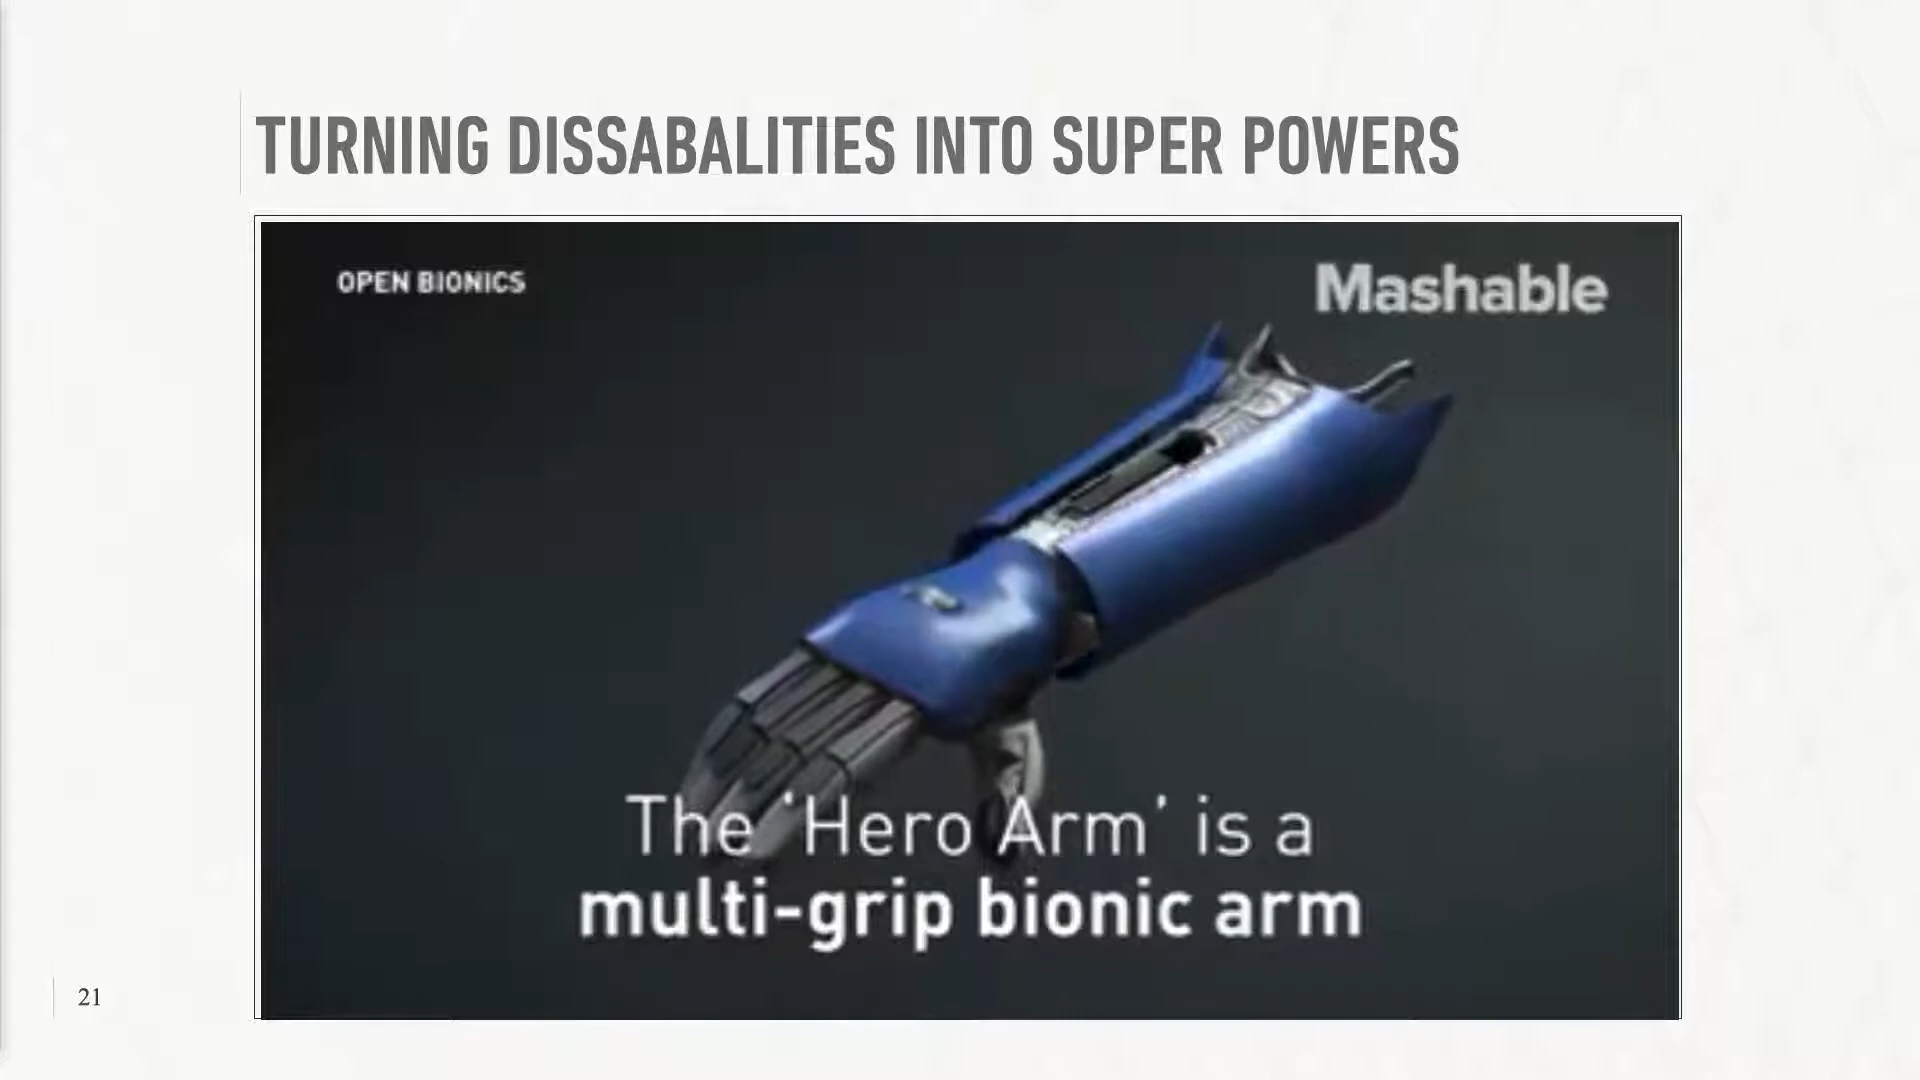 TURNING DISSABALITIES INTO SUPER POWERS
OPEN BIONICS
Mashable
The ‘Hero Arm’ is a
multi-grip bionic arm
21